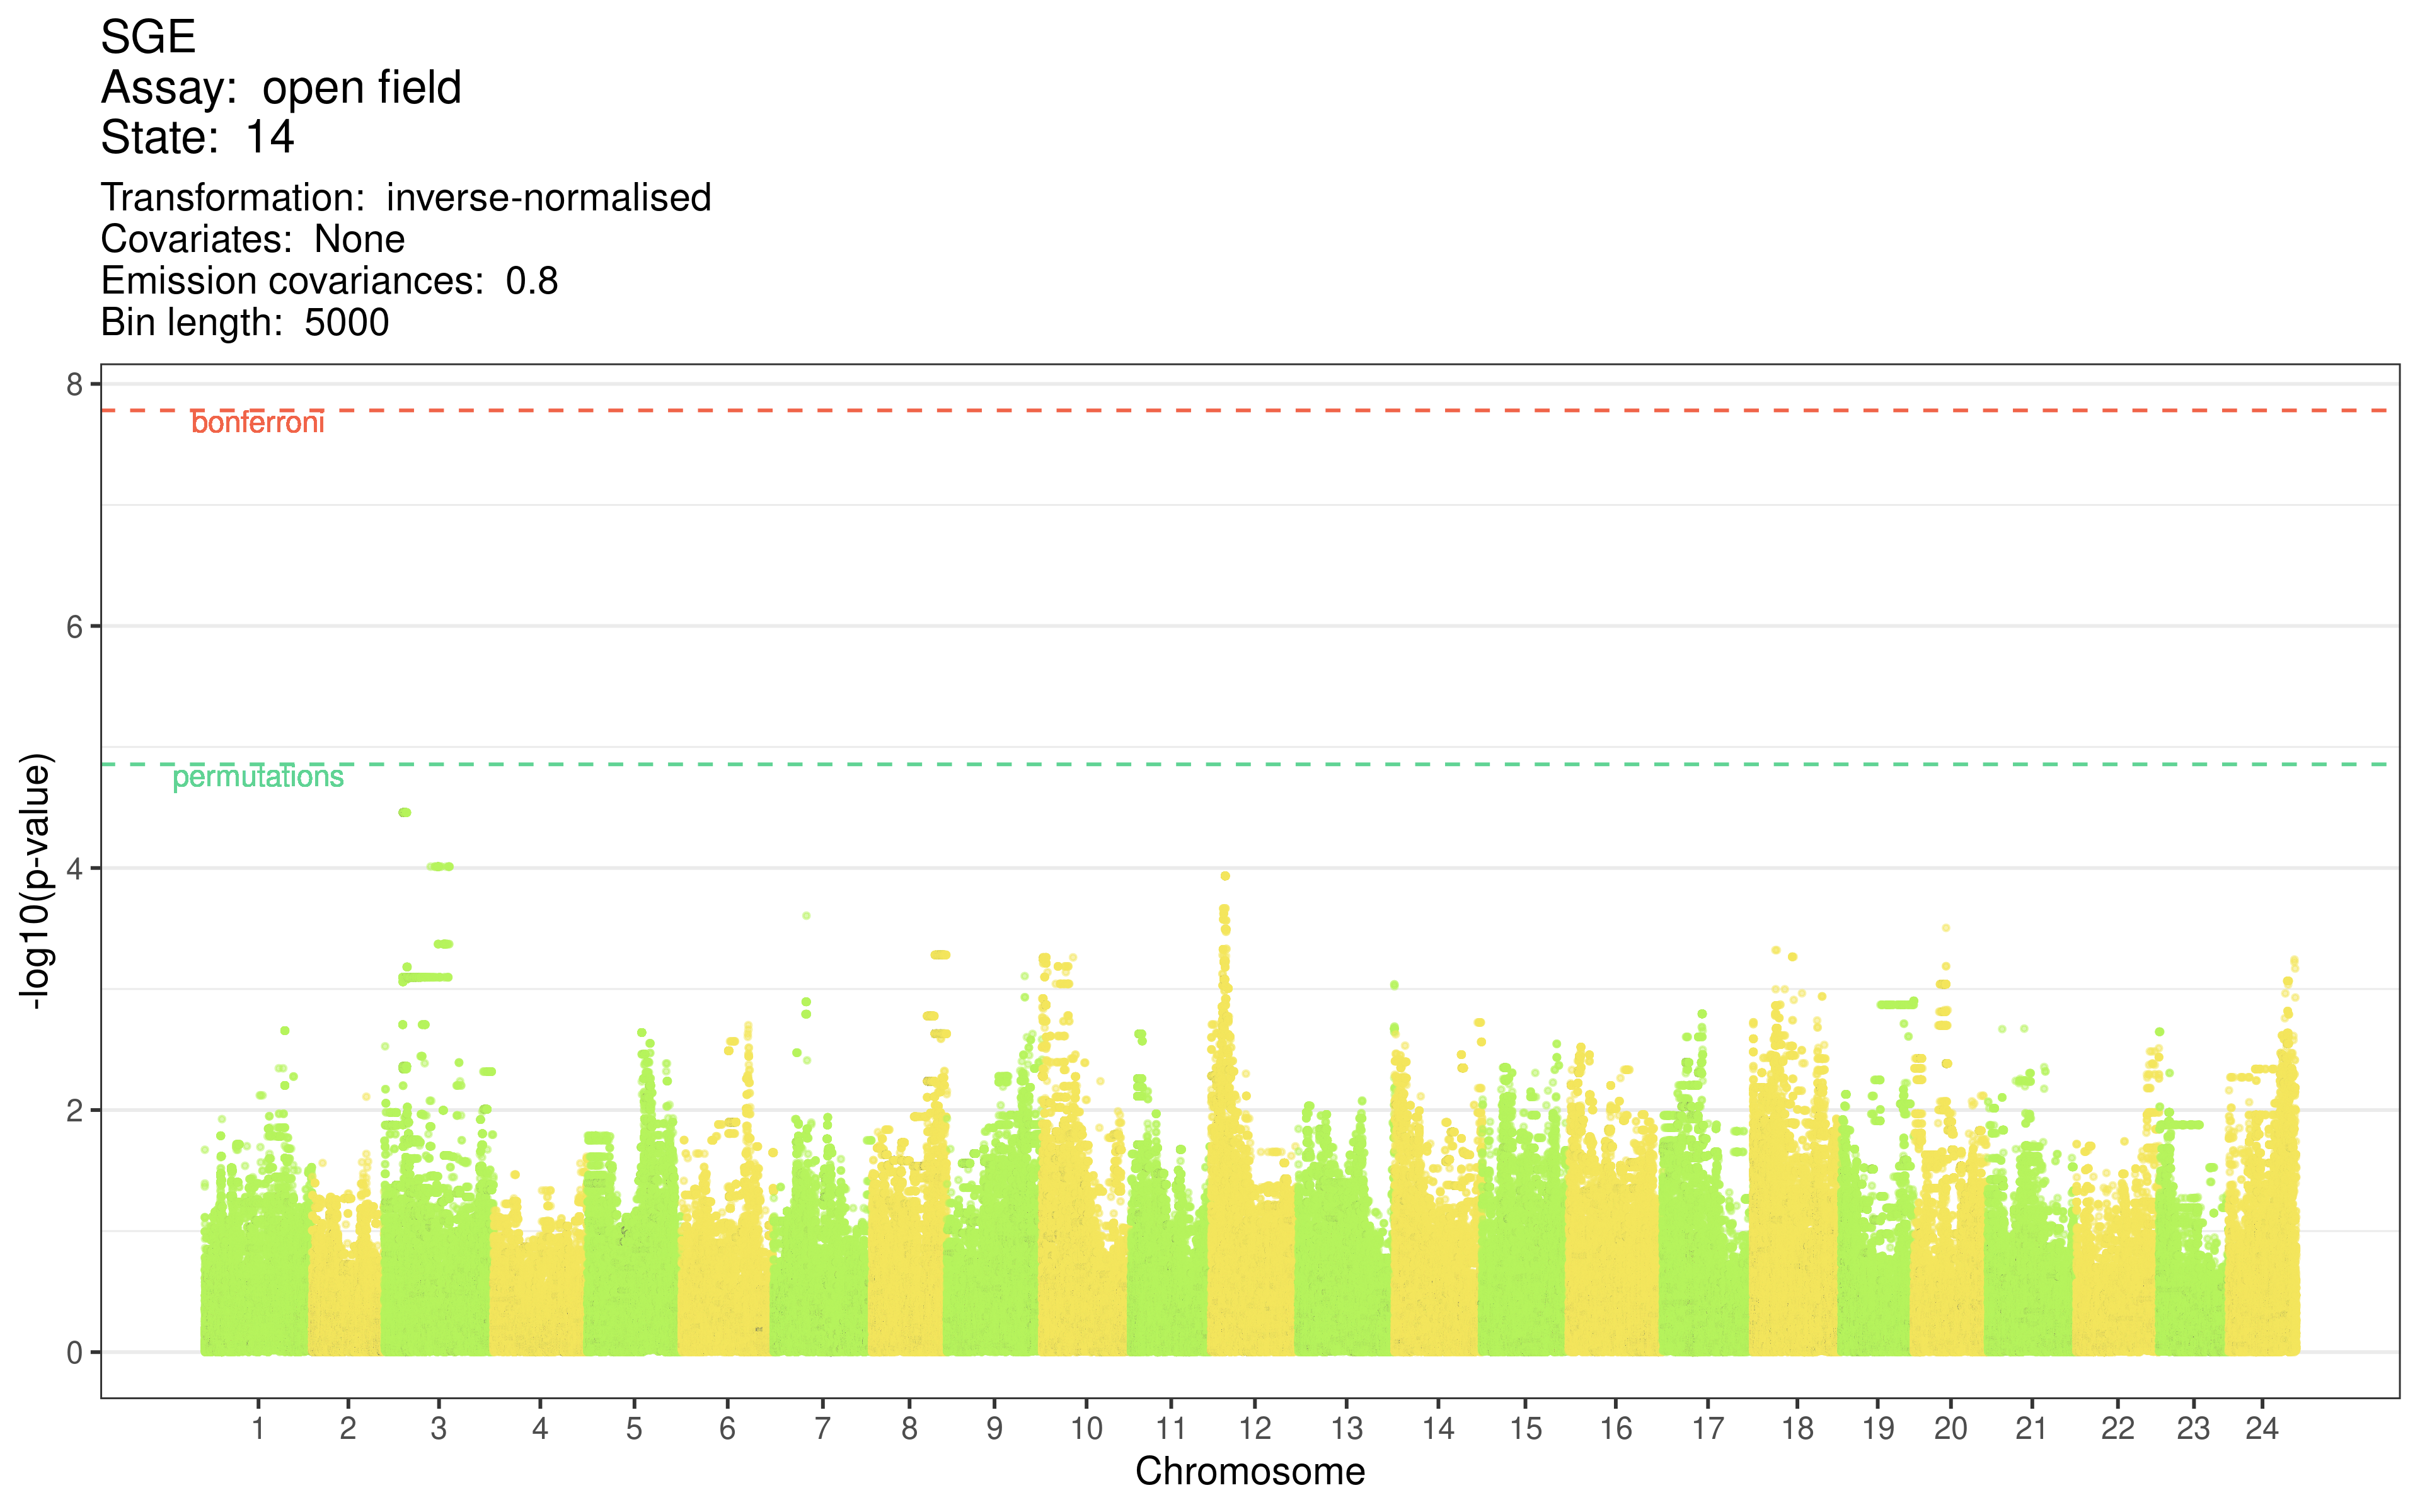 SGE
Assay: open field
State: 14
Transformation: inverse-normalised
Covariates: None
Emission covariances: 0.8
Bin length: 5000
8
bonferroni
6
permutations
4
2
0
-log10(p-value)
1 2 3 4 5 6 7 8 9 10 11 12 13 14 15 16 17 18 19 20 21 22 23 24
Chromosome